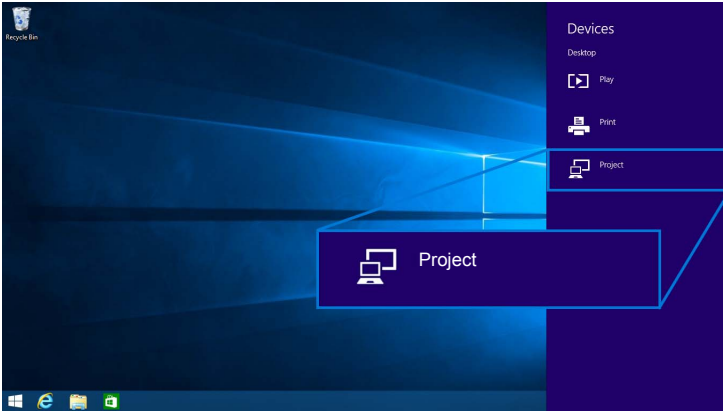 Recycle Bin
Devices
Desktop
Play
Print
Project
Project